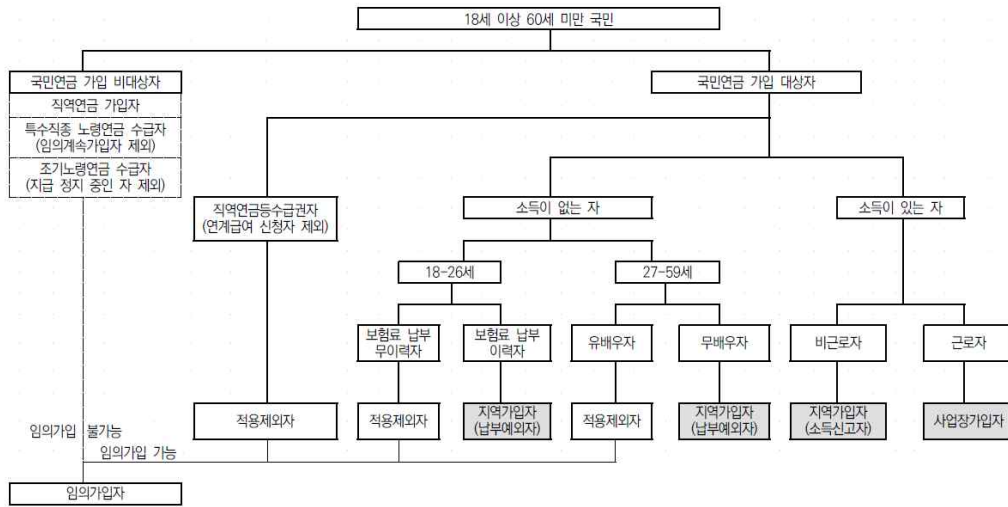 18세 이상 60세 미만 국민
국민연금 가입 비대상자
국민연금 가입 대상자
직역연금 가입자
특수직종 노령연금 수급자
(임의계속가입자 제외)
조기노령연금 수급자
(지급 정지 중인 자 제외)
직역연금등수급권자
(연계급여 신청자 제외)
소득이 없는 자
소득이 있는 자
18-26세
27-59세
보험료 납부
무이력자
보험료 납부
이력자
유배우자
무배우자
비근로자
근로자
적용제외자
적용제외자
지역가입자
(납부예외자)
적용제외자
지역가입자
(납부예외자)
지역가입자
(소득신고자)
사업장가입자
임의가입 불가능
임의가입 가능
임의가입자